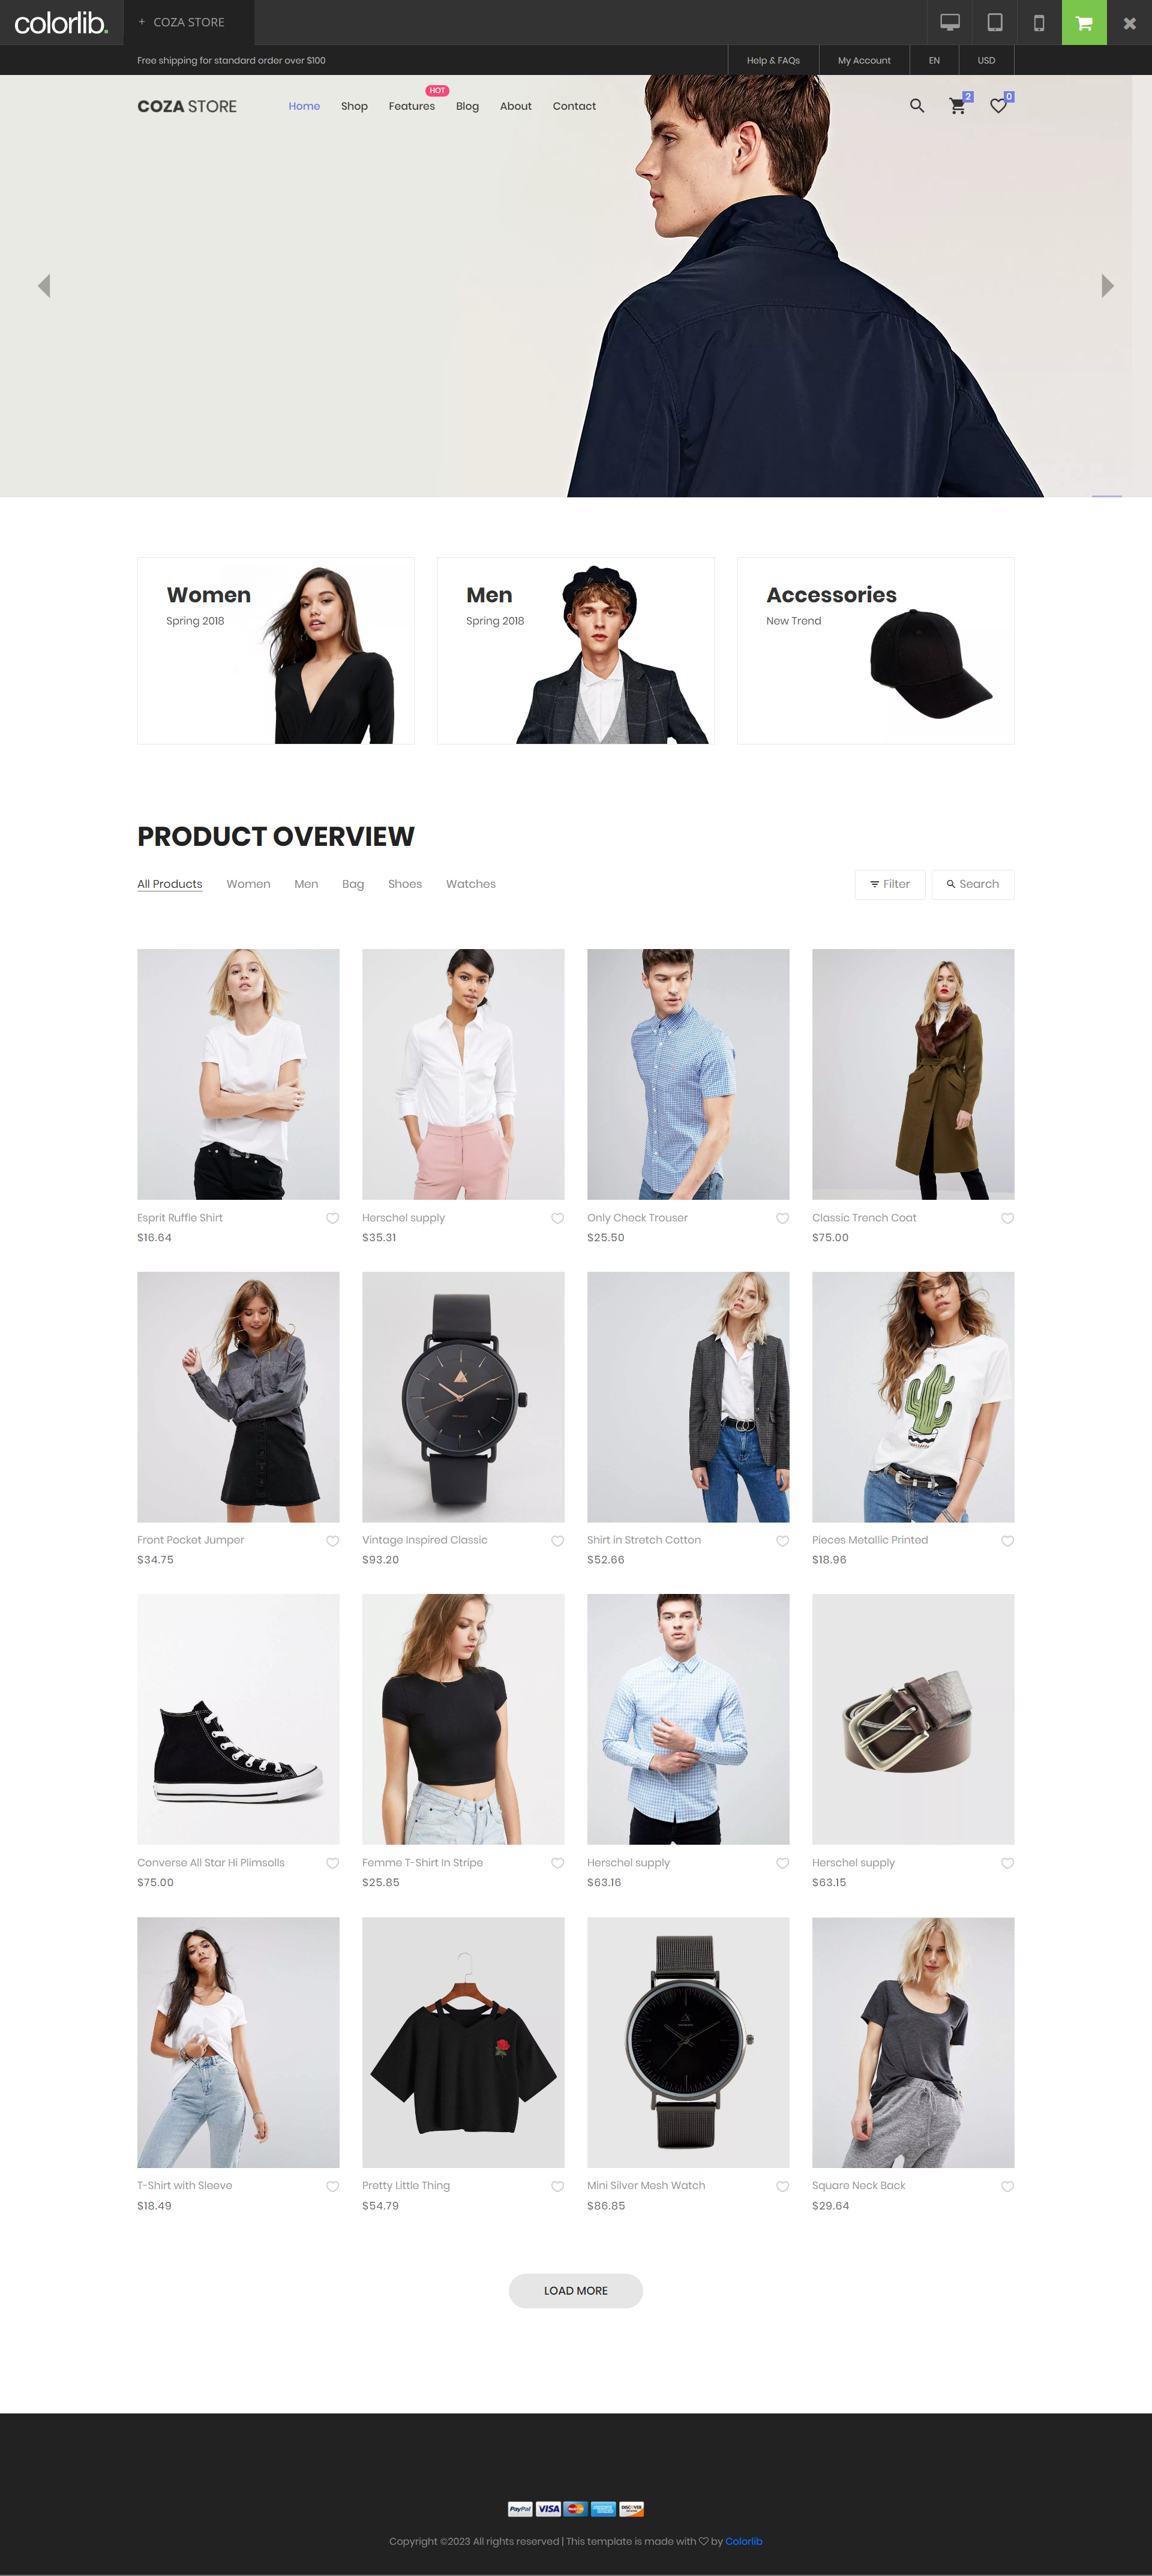 colorlib.
+ COZA STORE
Free shipping for standard order over $100
Help & FAQs
My Account
EN
USD
COZA STORE
Home
Shop
Features
HOT
Blog
About
Contact
2
0
Women
Spring 2018
Men
Spring 2018
Accessories
New Trend
PRODUCT OVERVIEW
All Products
Women
Men
Bag
Shoes
Watches
Filter
Search
Esprit Ruffle Shirt
$16.64
Herschel supply
$35.31
Only Check Trouser
$25.50
Classic Trench Coat
$75.00
Front Pocket Jumper
$34.75
Vintage Inspired Classic
$93.20
Shirt in Stretch Cotton
$52.66
Pieces Metallic Printed
$18.96
Converse All Star Hi Plimsolls
$75.00
Femme T-Shirt In Stripe
$25.85
Herschel supply
$63.16
Herschel supply
$63.15
T-Shirt with Sleeve
$18.49
Pretty Little Thing
$54.79
Mini Silver Mesh Watch
$86.85
Square Neck Back
$29.64
LOAD MORE
PayPal
VISA
MasterCard
DISCOVER
Copyright ©2023 All rights reserved | This template is made with ♡ by Colorlib